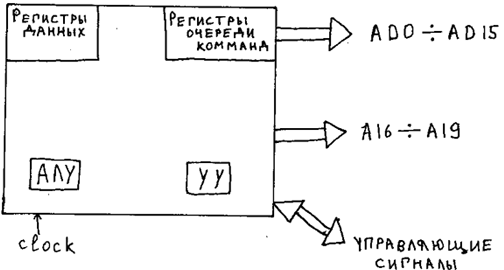 РЕГИСТРЫ
ДАННЫХ
РЕГИСТРЫ
ОЧЕРЕДИ
КОМАНД
AD0 ÷ AD15
A16 ÷ A19
АЛУ
УУ
clock
УПРАВЛЯЮЩИЕ
СИГНАЛЫ